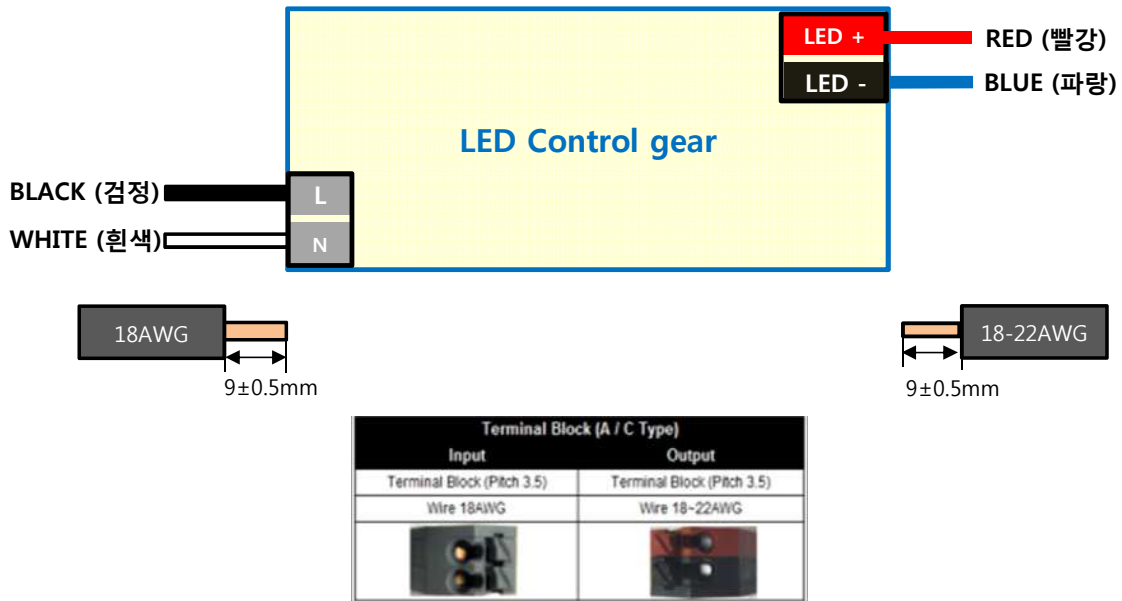 LED +
RED (빨강)
LED -
BLUE (파랑)
LED Control gear
BLACK (검정)
L
WHITE (흰색)
N
18AWG
18-22AWG
9±0.5mm
9±0.5mm
Terminal Block (A / C Type)
Input Output
Terminal Block (Pitch 3.5) Terminal Block (Pitch 3.5)
Wire 18AWG Wire 18~22AWG